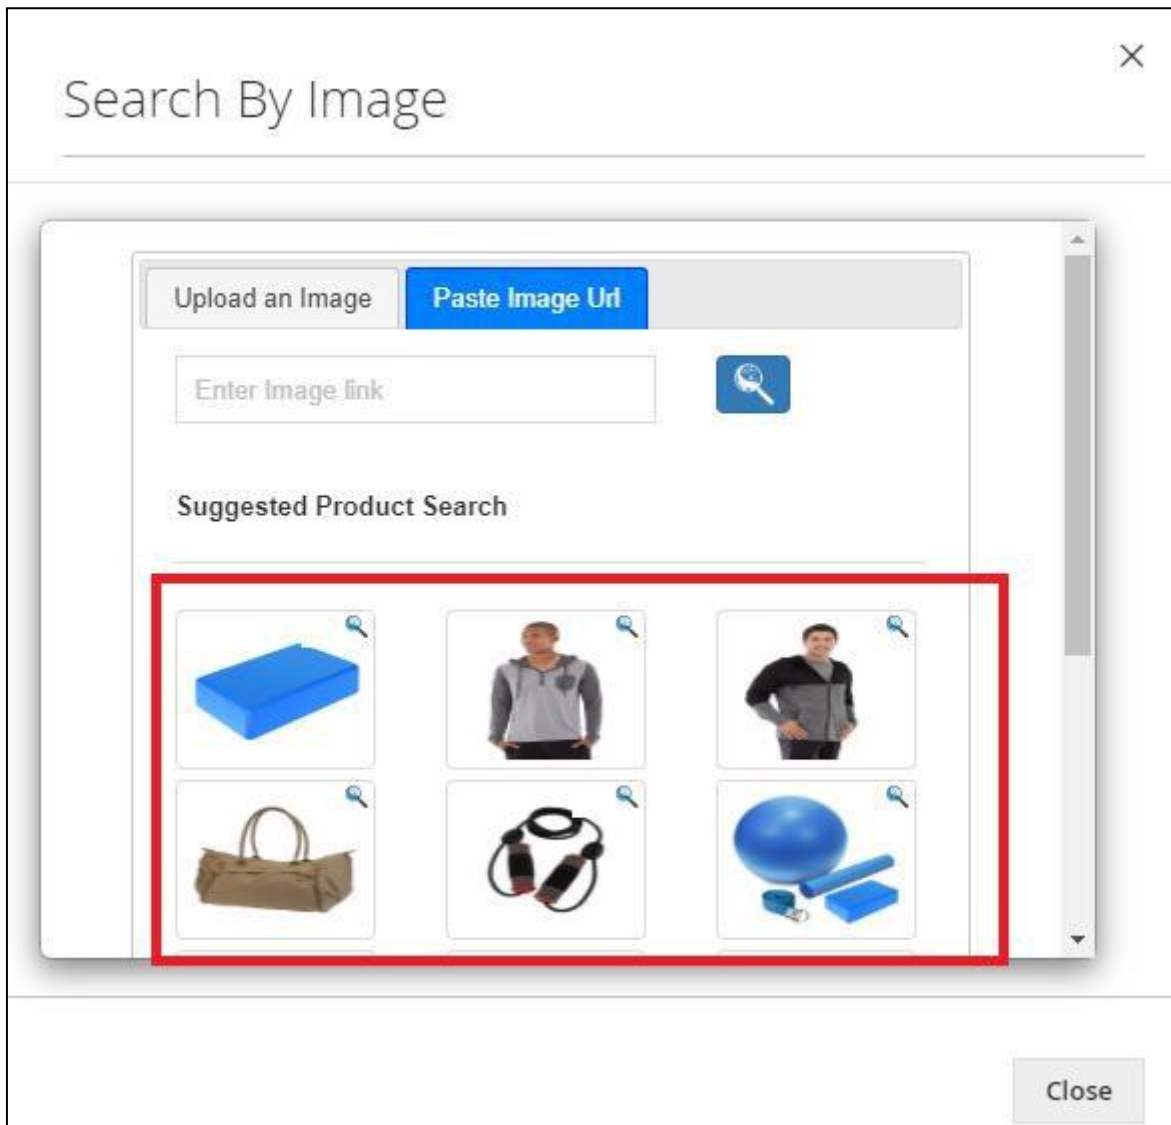 Search By Image
Upload an Image
Paste Image Url
Enter Image link
Suggested Product Search
Close